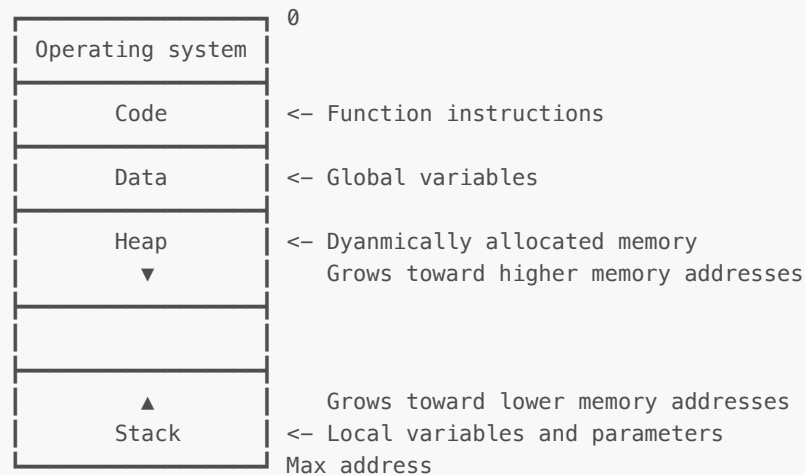 0
Operating system
Code <– Function instructions
Data <– Global variables
Heap <– Dyanmically allocated memory
▼ Grows toward higher memory addresses
▲ Grows toward lower memory addresses
Stack <– Local variables and parameters
Max address